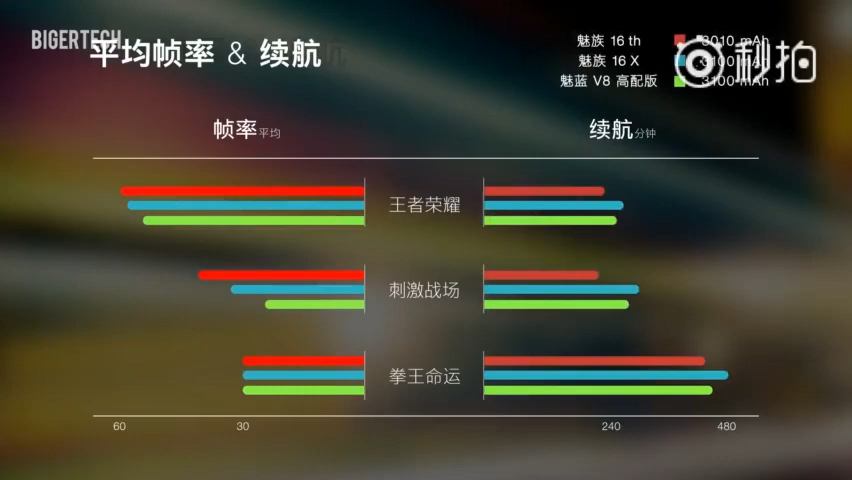 BIGERTECH
平均帧率 & 续航
魅族 16 th 3010 mAh
魅族 16 X 3100 mAh
魅蓝 V8 高配版 3100 mAh
秒拍
帧率平均
续航分钟
王者荣耀
刺激战场
拳王命运
60 30 240 480